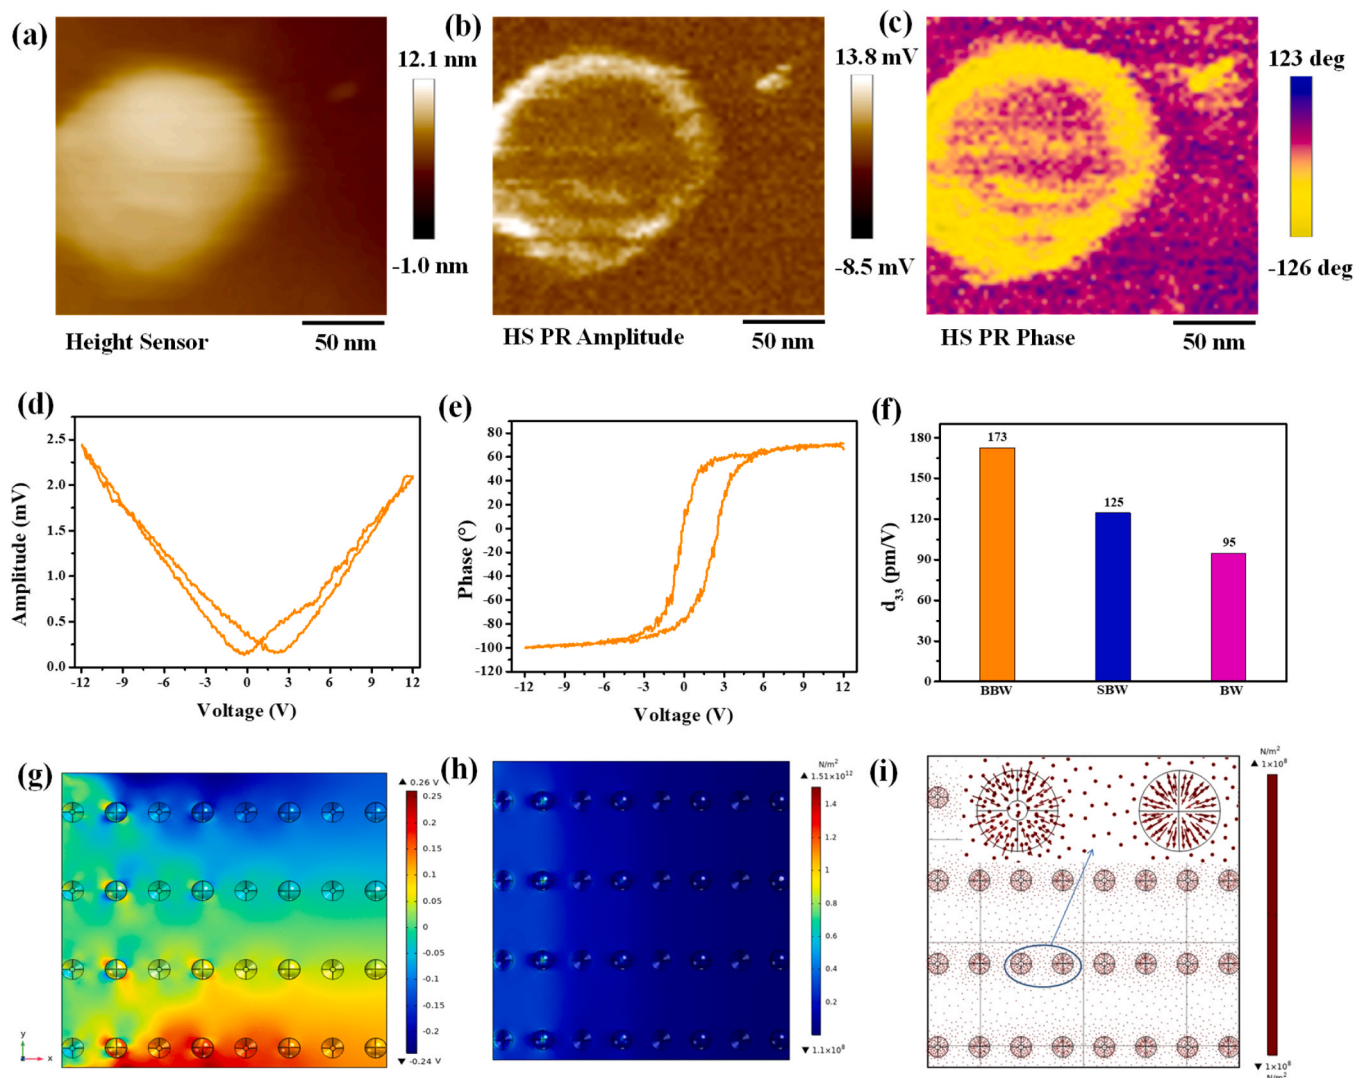 (a)
12.1 nm
-1.0 nm
Height Sensor
50 nm
(b)
13.8 mV
-8.5 mV
HS PR Amplitude
50 nm
(c)
123 deg
-126 deg
HS PR Phase
50 nm
(d)
Amplitude (mV)
2.5
2.0
1.5
1.0
0.5
0.0
-12 -9 -6 -3 0 3 6 9 12
Voltage (V)
(e)
Phase (°)
80
60
40
20
0
-20
-40
-60
-80
-100
-120
-12 -9 -6 -3 0 3 6 9 12
Voltage (V)
(f)
d33 (pm/V)
180
150
120
90
60
30
0
173
125
95
BBW SBW BW
(g)
▲ 0.26 V
0.25
0.2
0.15
0.1
0.05
0
-0.05
-0.1
-0.15
-0.2
▼ -0.24 V
y
x
(h)
N/m²
▲ 1.51×10¹²
1.4
1.2
1
0.8
0.6
0.4
0.2
▼ 1.1×10⁸
(i)
N/m²
▲ 1×10⁸
▼ 1×10⁸
N/m²